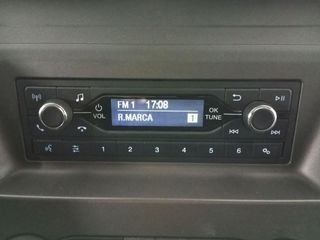 FM 1 17:08
R.MARCA 1
VOL
OK
TUNE
1 2 3 4 5 6